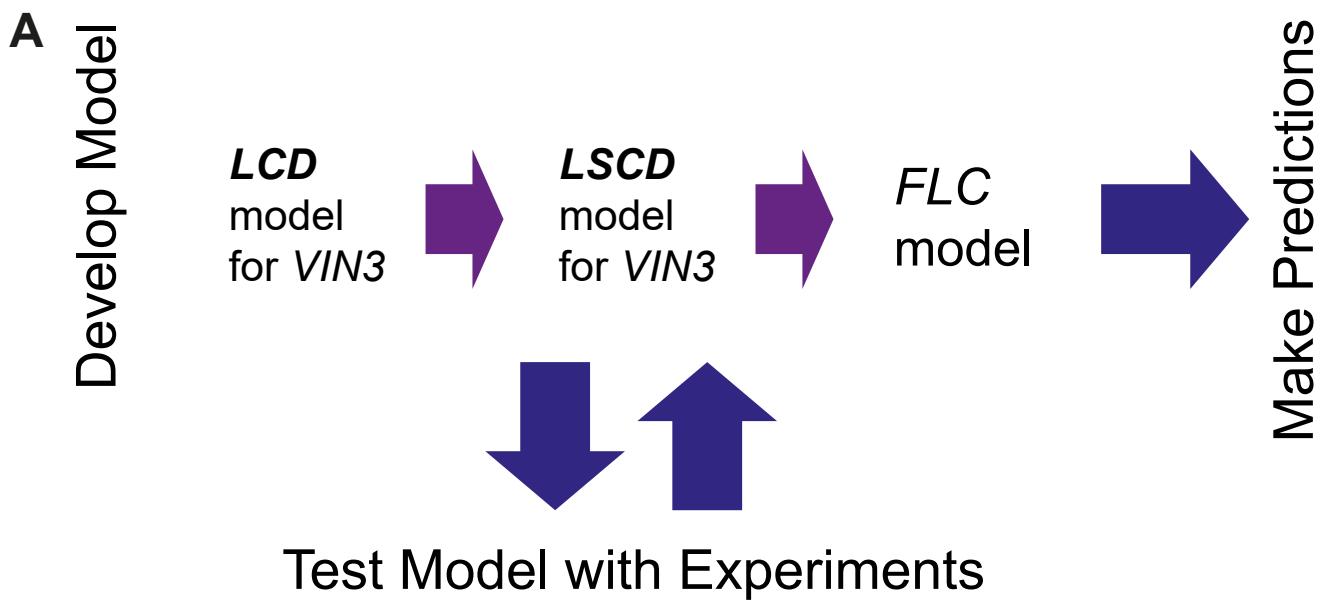 A
Develop Model
LCD
model
for VIN3
LSCD
model
for VIN3
FLC
model
Make Predictions
Test Model with Experiments